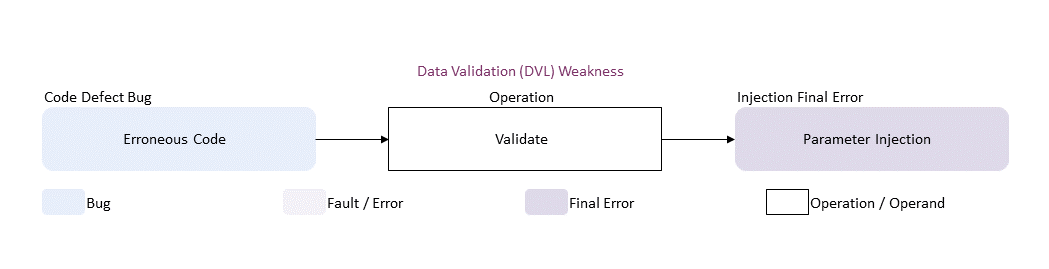 Data Validation (DVL) Weakness
Code Defect Bug
Operation
Injection Final Error
Erroneous Code
Validate
Parameter Injection
Bug
Fault / Error
Final Error
Operation / Operand